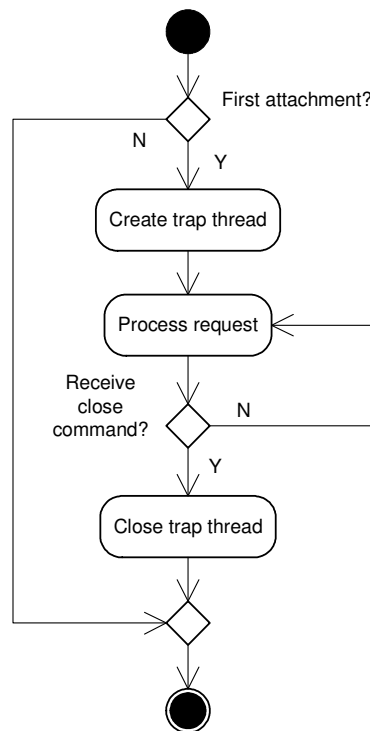 First attachment?
N
Y
Create trap thread
Process request
Receive
close
command?
N
Y
Close trap thread